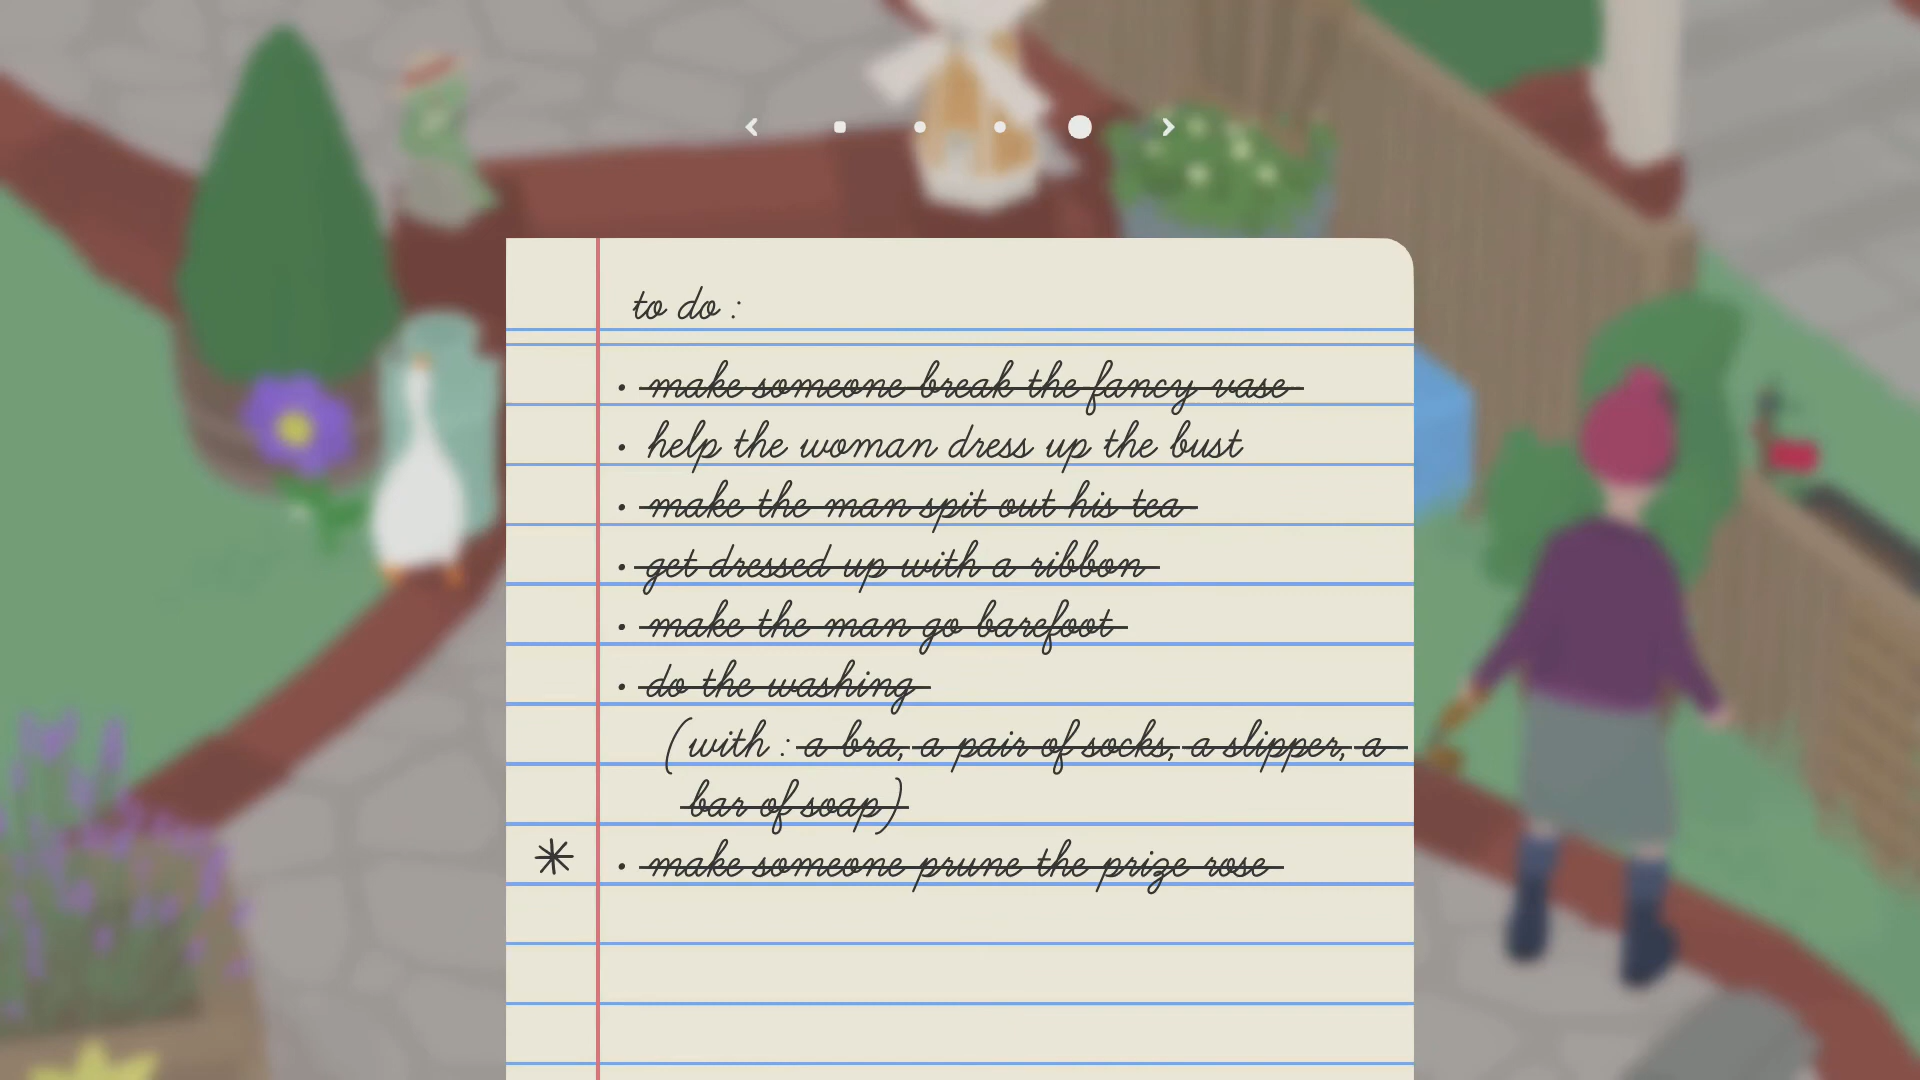 to do :
• make someone break the fancy vase
• help the woman dress up the bust
• make the man spit out his tea
• get dressed up with a ribbon
• make the man go barefoot
• do the washing
(with : a bra, a pair of socks, a slipper, a
bar of soap)
• make someone prune the prize rose